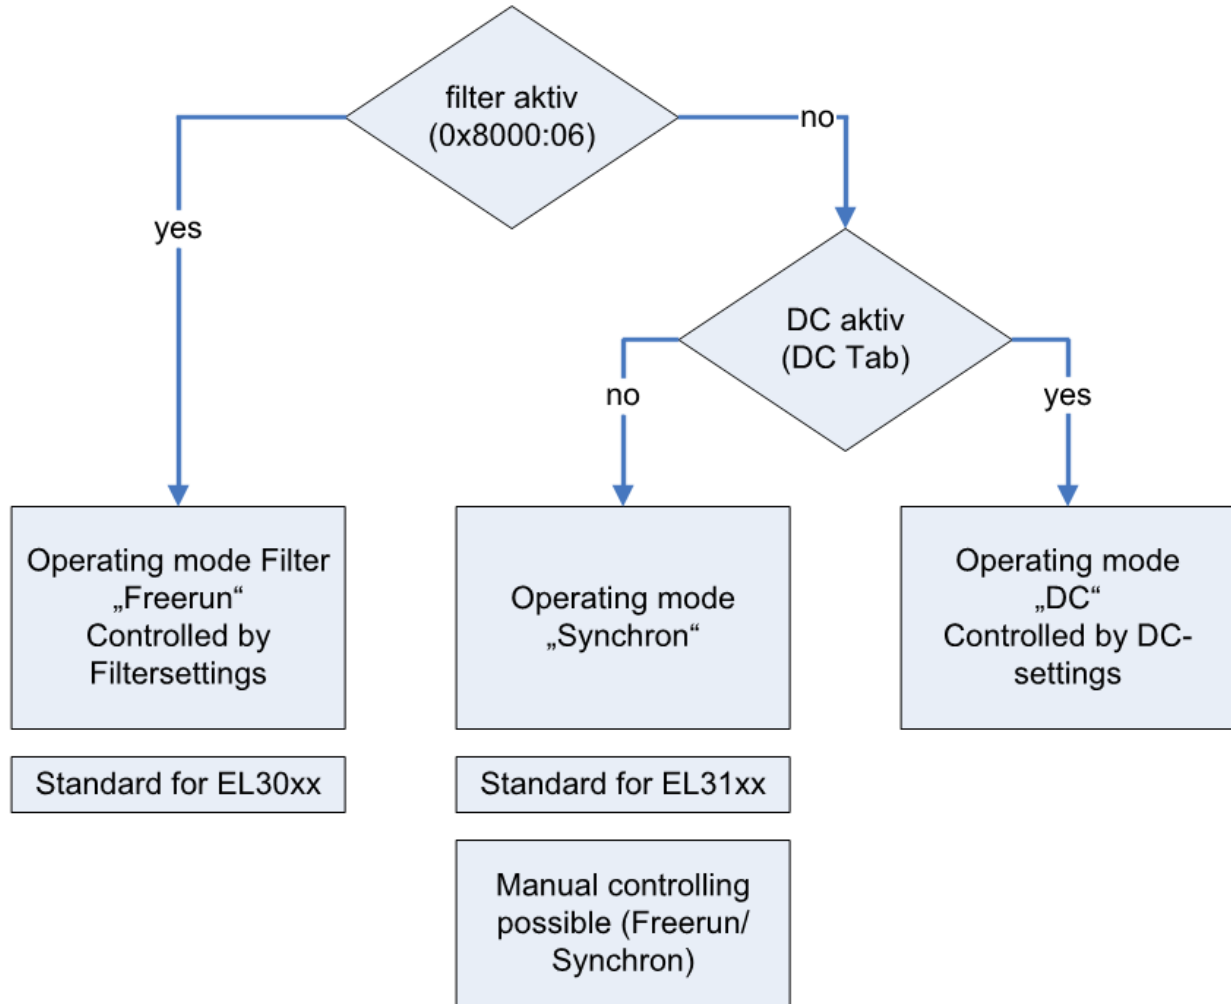 filter aktiv
(0x8000:06)
no
yes
DC aktiv
(DC Tab)
no
yes
Operating mode Filter
„Freerun“
Controlled by
Filtersettings
Operating mode
„Synchron“
Operating mode
„DC“
Controlled by DC-
settings
Standard for EL30xx
Standard for EL31xx
Manual controlling
possible (Freerun/
Synchron)